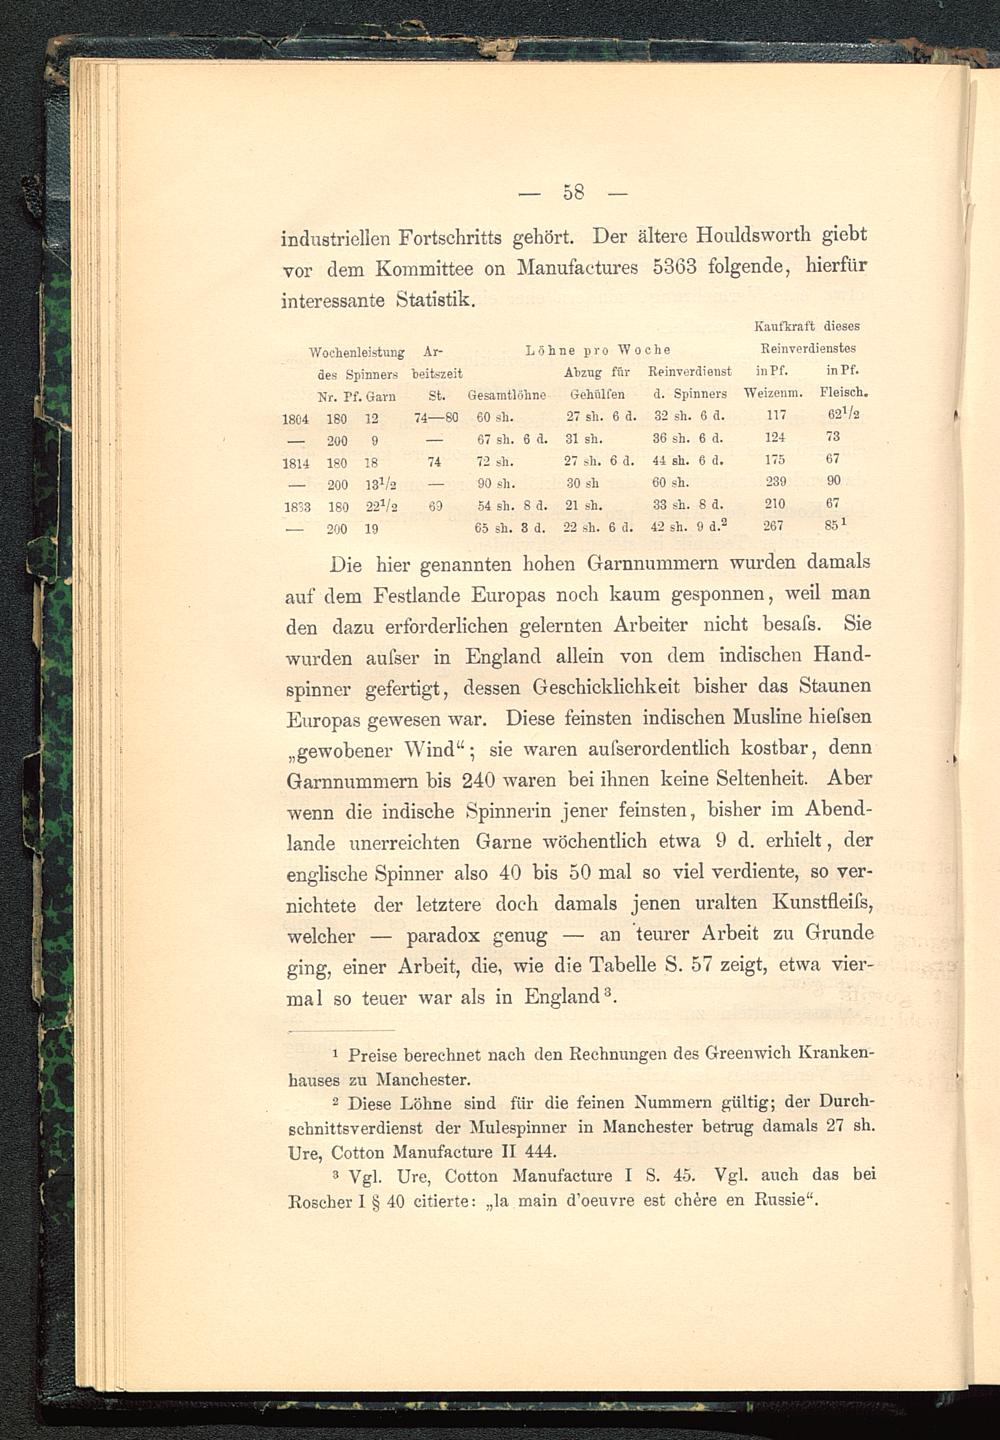 — 58 —
industriellen Fortschritts gehört. Der ältere Houldsworth giebt
vor dem Kommittee on Manufactures 5363 folgende, hierfür
interessante Statistik.
Kaufkraft dieses
Wochenleistung Ar- Löhne pro Woche Reinverdienstes
des Spinners beitszeit Abzug für Reinverdienst in Pf. in Pf.
Nr. Pf. Garn St. Gesamtlöhne Gehülfen d. Spinners Weizenm. Fleisch.
1804 180 12 74—80 60 sh. 27 sh. 6 d. 32 sh. 6 d. 117 62¹/₂
— 200 9 — 67 sh. 6 d. 31 sh. 36 sh. 6 d. 124 73
1814 180 18 74 72 sh. 27 sh. 6 d. 44 sh. 6 d. 175 67
— 200 13¹/₂ — 90 sh. 30 sh 60 sh. 239 90
1833 180 22¹/₂ 69 54 sh. 8 d. 21 sh. 33 sh. 8 d. 210 67
— 200 19 65 sh. 3 d. 22 sh. 6 d. 42 sh. 9 d.² 267 85¹
Die hier genannten hohen Garnnummern wurden damals
auf dem Festlande Europas noch kaum gesponnen, weil man
den dazu erforderlichen gelernten Arbeiter nicht besaſs. Sie
wurden auſser in England allein von dem indischen Hand-
spinner gefertigt, dessen Geschicklichkeit bisher das Staunen
Europas gewesen war. Diese feinsten indischen Musline hieſsen
„gewobener Wind“; sie waren auſserordentlich kostbar, denn
Garnnummern bis 240 waren bei ihnen keine Seltenheit. Aber
wenn die indische Spinnerin jener feinsten, bisher im Abend-
lande unerreichten Garne wöchentlich etwa 9 d. erhielt, der
englische Spinner also 40 bis 50 mal so viel verdiente, so ver-
nichtete der letztere doch damals jenen uralten Kunstfleiſs,
welcher — paradox genug — an teurer Arbeit zu Grunde
ging, einer Arbeit, die, wie die Tabelle S. 57 zeigt, etwa vier-
mal so teuer war als in England³.
¹ Preise berechnet nach den Rechnungen des Greenwich Kranken-
hauses zu Manchester.
² Diese Löhne sind für die feinen Nummern gültig; der Durch-
schnittsverdienst der Mulespinner in Manchester betrug damals 27 sh.
Ure, Cotton Manufacture II 444.
³ Vgl. Ure, Cotton Manufacture I S. 45. Vgl. auch das bei
Roscher I § 40 citierte: „la main d'oeuvre est chère en Russie“.